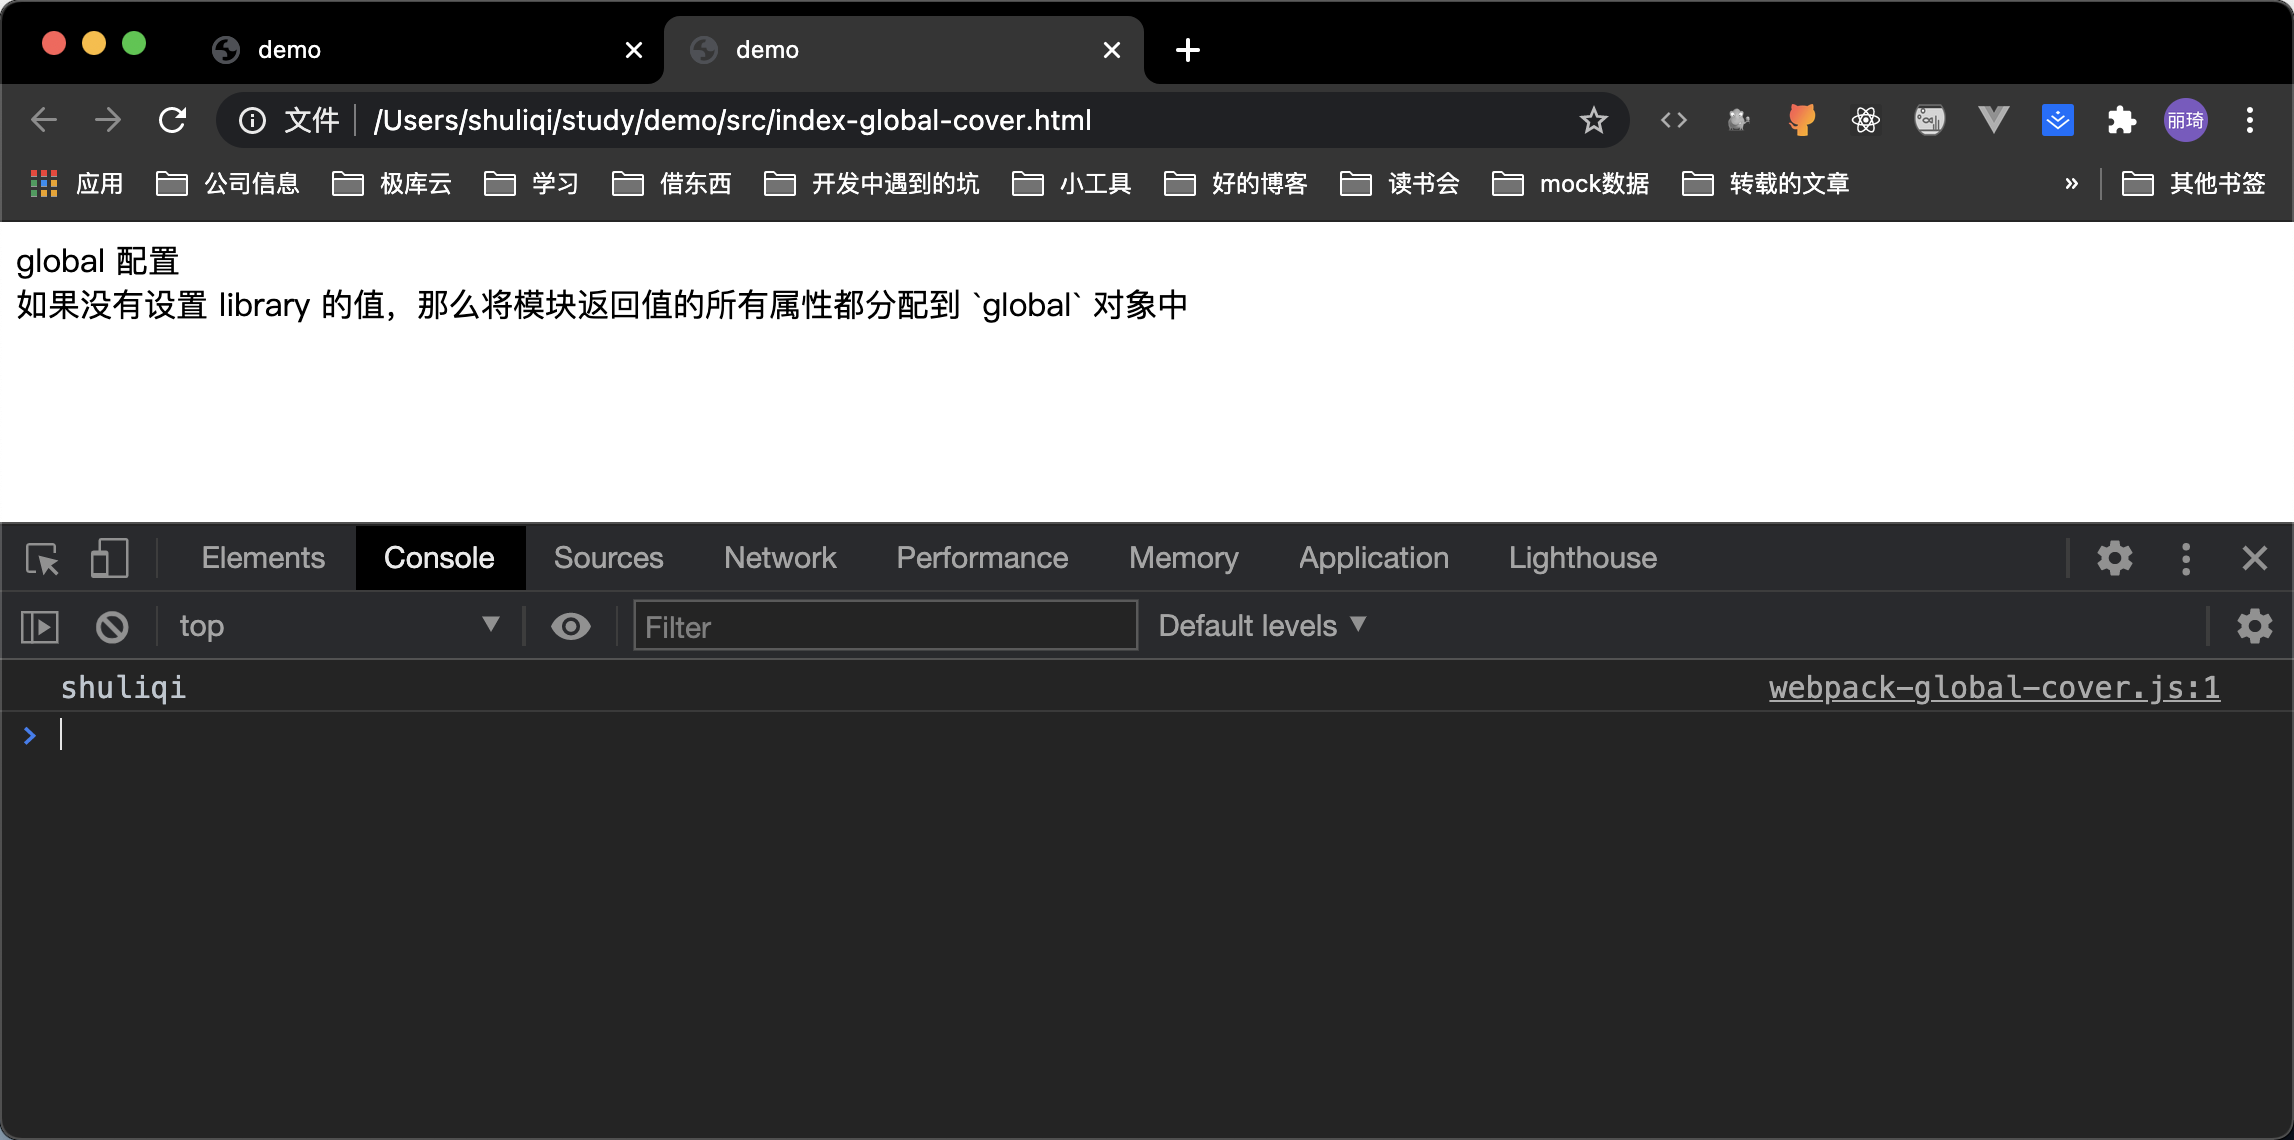 demo
demo
文件 /Users/shuliqi/study/demo/src/index-global-cover.html
丽琦
应用 公司信息 极库云 学习 借东西 开发中遇到的坑 小工具 好的博客 读书会 mock数据 转载的文章 » 其他书签
global 配置
如果没有设置 library 的值，那么将模块返回值的所有属性都分配到 `global` 对象中
Elements Console Sources Network Performance Memory Application Lighthouse
top Filter Default levels
shuliqi webpack-global-cover.js:1